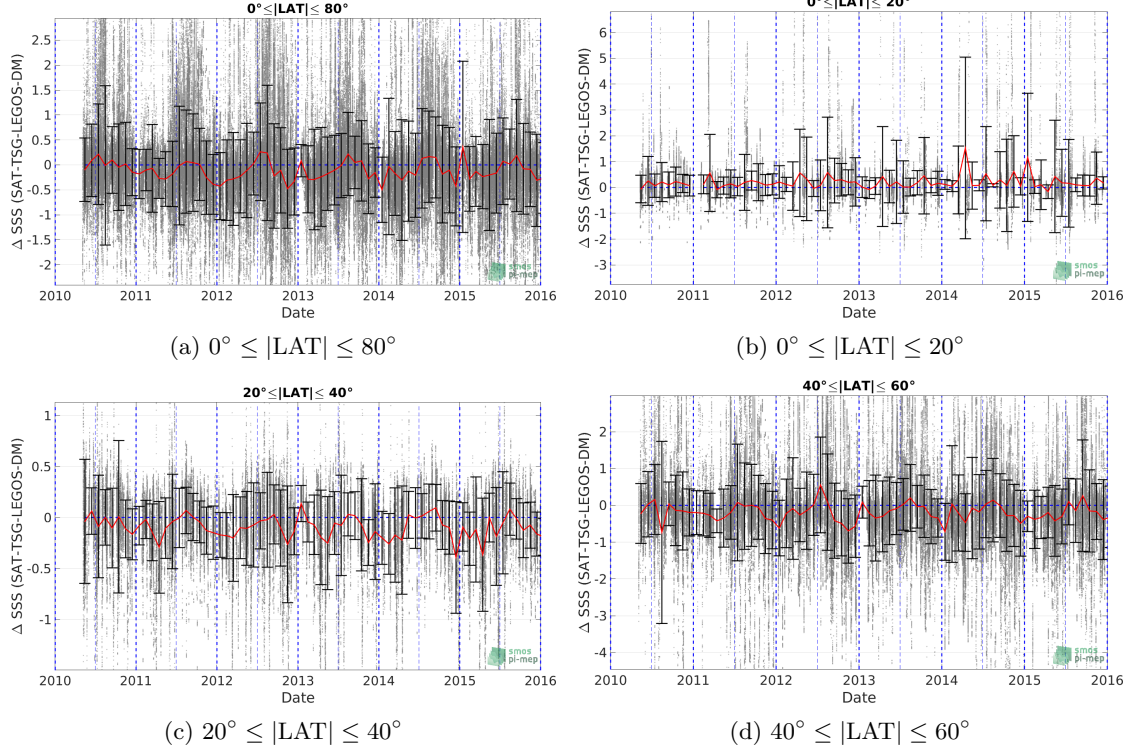 0°≤|LAT|≤ 80°
Δ SSS (SAT-TSG-LEGOS-DM)
2.5
2
1.5
1
0.5
0
-0.5
-1
-1.5
-2
2010 2011 2012 2013 2014 2015 2016
Date
smos
pi-mep
(a) 0° ≤ |LAT| ≤ 80°
0°≤|LAT|≤ 20°
Δ SSS (SAT-TSG-LEGOS-DM)
6
5
4
3
2
1
0
-1
-2
-3
2010 2011 2012 2013 2014 2015 2016
Date
smos
pi-mep
(b) 0° ≤ |LAT| ≤ 20°
20°≤|LAT|≤ 40°
Δ SSS (SAT-TSG-LEGOS-DM)
1
0.5
0
-0.5
-1
2010 2011 2012 2013 2014 2015 2016
Date
smos
pi-mep
(c) 20° ≤ |LAT| ≤ 40°
40°≤|LAT|≤ 60°
Δ SSS (SAT-TSG-LEGOS-DM)
2
1
0
-1
-2
-3
-4
2010 2011 2012 2013 2014 2015 2016
Date
smos
pi-mep
(d) 40° ≤ |LAT| ≤ 60°